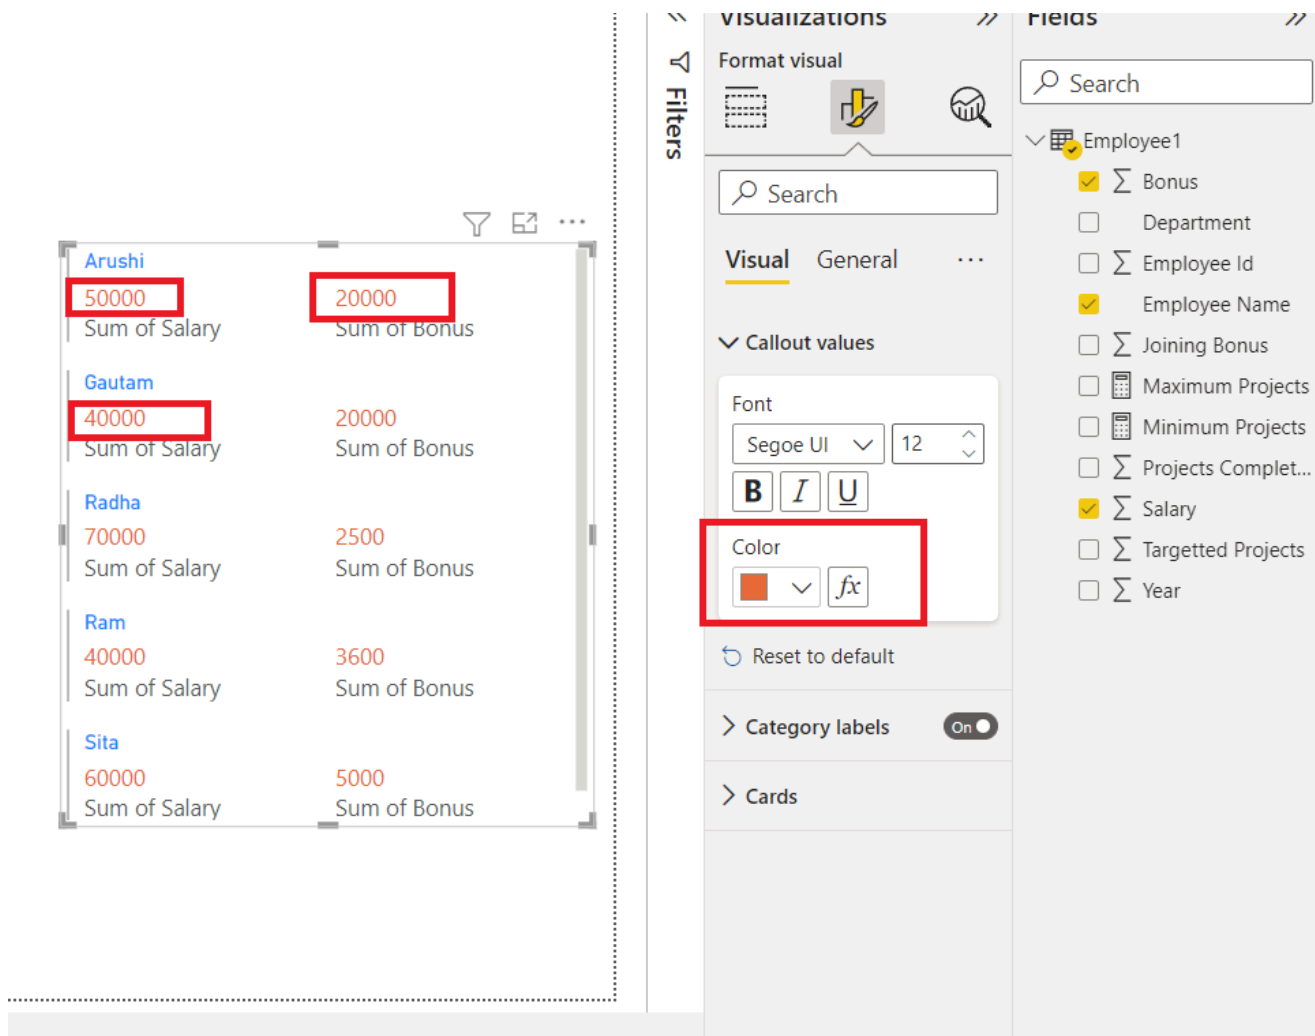 Arushi
50000 20000
Sum of Salary Sum of Bonus
Gautam
40000 20000
Sum of Salary Sum of Bonus
Radha
70000 2500
Sum of Salary Sum of Bonus
Ram
40000 3600
Sum of Salary Sum of Bonus
Sita
60000 5000
Sum of Salary Sum of Bonus
Filters
Visualizations
Format visual
Search
Visual General
Callout values
Font
Segoe UI 12
B I U
Color
fx
Reset to default
Category labels On
Cards
Fields
Search
Employee1
Bonus
Department
Employee Id
Employee Name
Joining Bonus
Maximum Projects
Minimum Projects
Projects Complet...
Salary
Targetted Projects
Year